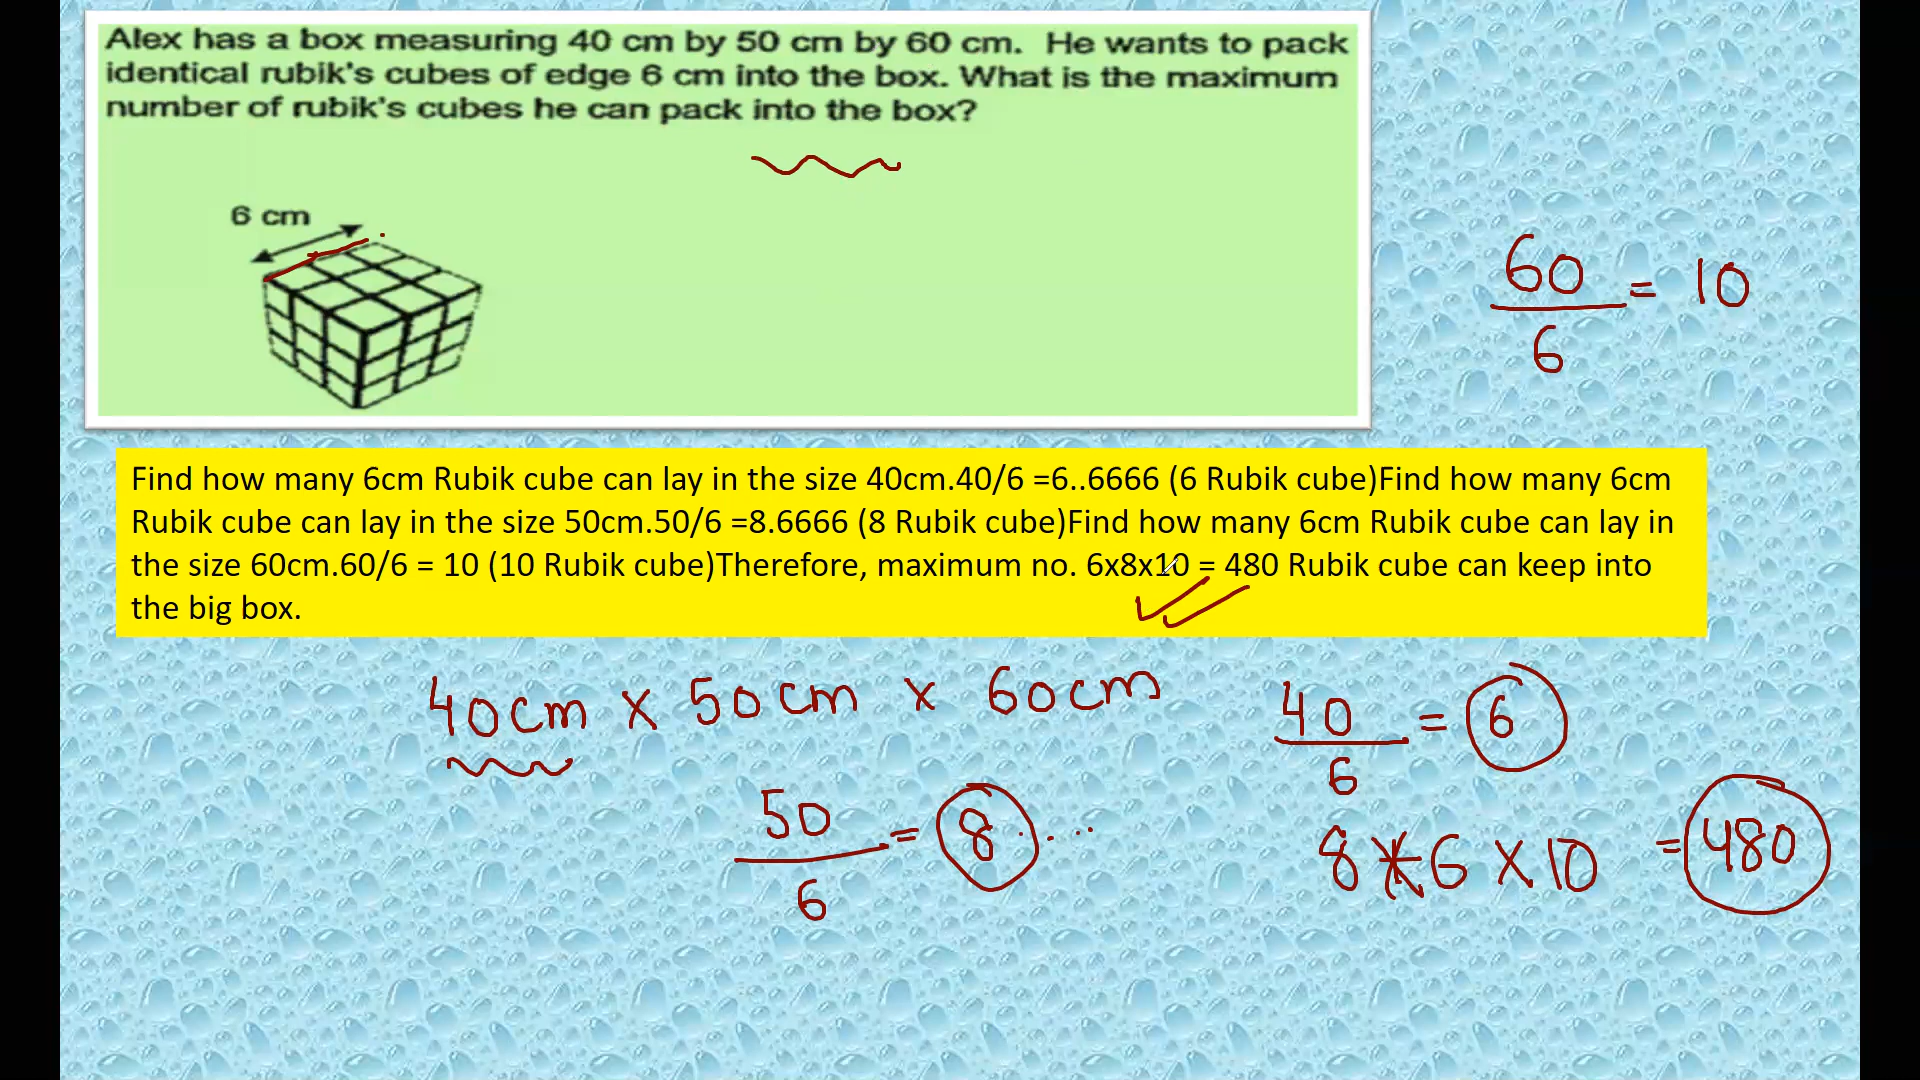 Alex has a box measuring 40 cm by 50 cm by 60 cm. He wants to pack
identical rubik's cubes of edge 6 cm into the box. What is the maximum
number of rubik's cubes he can pack into the box?
6 cm
60/6 = 10
Find how many 6cm Rubik cube can lay in the size 40cm.40/6 =6..6666 (6 Rubik cube)Find how many 6cm
Rubik cube can lay in the size 50cm.50/6 =8.6666 (8 Rubik cube)Find how many 6cm Rubik cube can lay in
the size 60cm.60/6 = 10 (10 Rubik cube)Therefore, maximum no. 6x8x10 = 480 Rubik cube can keep into
the big box.
40cm x 50cm x 60cm
40/6 = 6
50/6 = 8.....
8 x 6 x 10 = 480